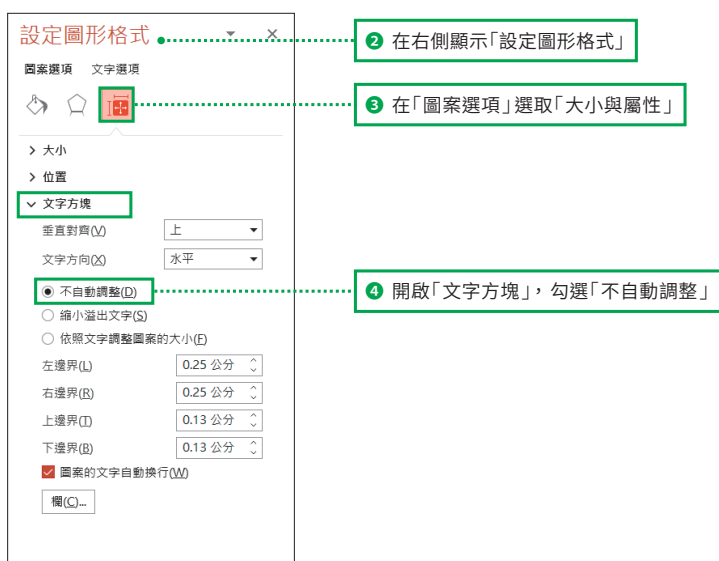 設定圖形格式
❷ 在右側顯示「設定圖形格式」
圖案選項 文字選項
❸ 在「圖案選項」選取「大小與屬性」
大小
位置
文字方塊
垂直對齊(V) 上
文字方向(X) 水平
不自動調整(D)
❹ 開啟「文字方塊」，勾選「不自動調整」
縮小溢出文字(S)
依照文字調整圖案的大小(F)
左邊界(L) 0.25 公分
右邊界(R) 0.25 公分
上邊界(T) 0.13 公分
下邊界(B) 0.13 公分
圖案的文字自動換行(W)
欄(C)...